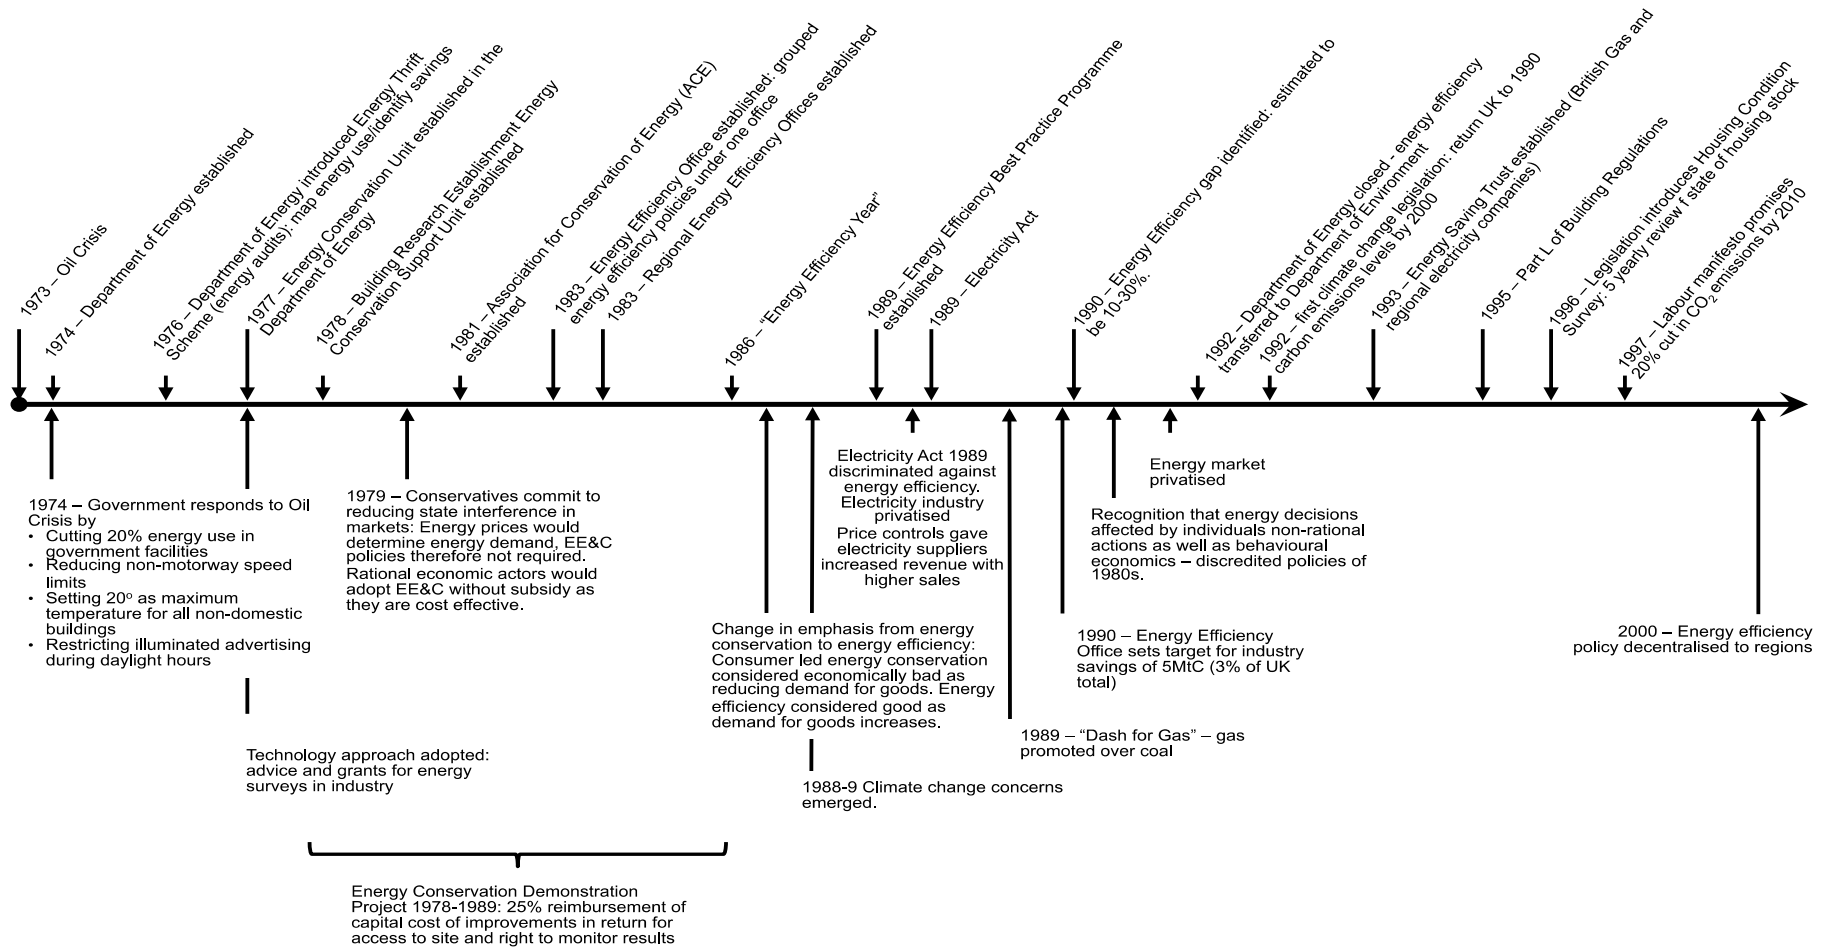 1973 – Oil Crisis
1974 – Department of Energy established
1976 – Department of Energy introduced Energy Thrift
Scheme (energy audits): map energy use/identify savings
1977 – Energy Conservation Unit established in the
Department of Energy
1978 – Building Research Establishment Energy
Conservation Support Unit established
1981 – Association for Conservation of Energy (ACE)
established
1983 – Energy Efficiency Office established: grouped
energy efficiency policies under one office
1983 – Regional Energy Efficiency Offices established
1986 – “Energy Efficiency Year”
1989 – Energy Efficiency Best Practice Programme
established
1989 – Electricity Act
1990 – Energy Efficiency gap identified: estimated to
be 10-30%.
1992 – Department of Energy closed - energy efficiency
transferred to Department of Environment
1992 – first climate change legislation: return UK to 1990
carbon emissions levels by 2000
1993 – Energy Saving Trust established (British Gas and
regional electricity companies)
1995 – Part L of Building Regulations
1996 – Legislation introduces Housing Condition
Survey: 5 yearly review f state of housing stock
1997 – Labour manifesto promises
20% cut in CO2 emissions by 2010
1974 – Government responds to Oil
Crisis by
• Cutting 20% energy use in
government facilities
• Reducing non-motorway speed
limits
• Setting 20º as maximum
temperature for all non-domestic
buildings
• Restricting illuminated advertising
during daylight hours
Technology approach adopted:
advice and grants for energy
surveys in industry
1979 – Conservatives commit to
reducing state interference in
markets: Energy prices would
determine energy demand, EE&C
policies therefore not required.
Rational economic actors would
adopt EE&C without subsidy as
they are cost effective.
Energy Conservation Demonstration
Project 1978-1989: 25% reimbursement of
capital cost of improvements in return for
access to site and right to monitor results
Change in emphasis from energy
conservation to energy efficiency:
Consumer led energy conservation
considered economically bad as
reducing demand for goods. Energy
efficiency considered good as
demand for goods increases.
1988-9 Climate change concerns
emerged.
Electricity Act 1989
discriminated against
energy efficiency.
Electricity industry
privatised
Price controls gave
electricity suppliers
increased revenue with
higher sales
1989 – “Dash for Gas” – gas
promoted over coal
1990 – Energy Efficiency
Office sets target for industry
savings of 5MtC (3% of UK
total)
Recognition that energy decisions
affected by individuals non-rational
actions as well as behavioural
economics – discredited policies of
1980s.
Energy market
privatised
2000 – Energy efficiency
policy decentralised to regions